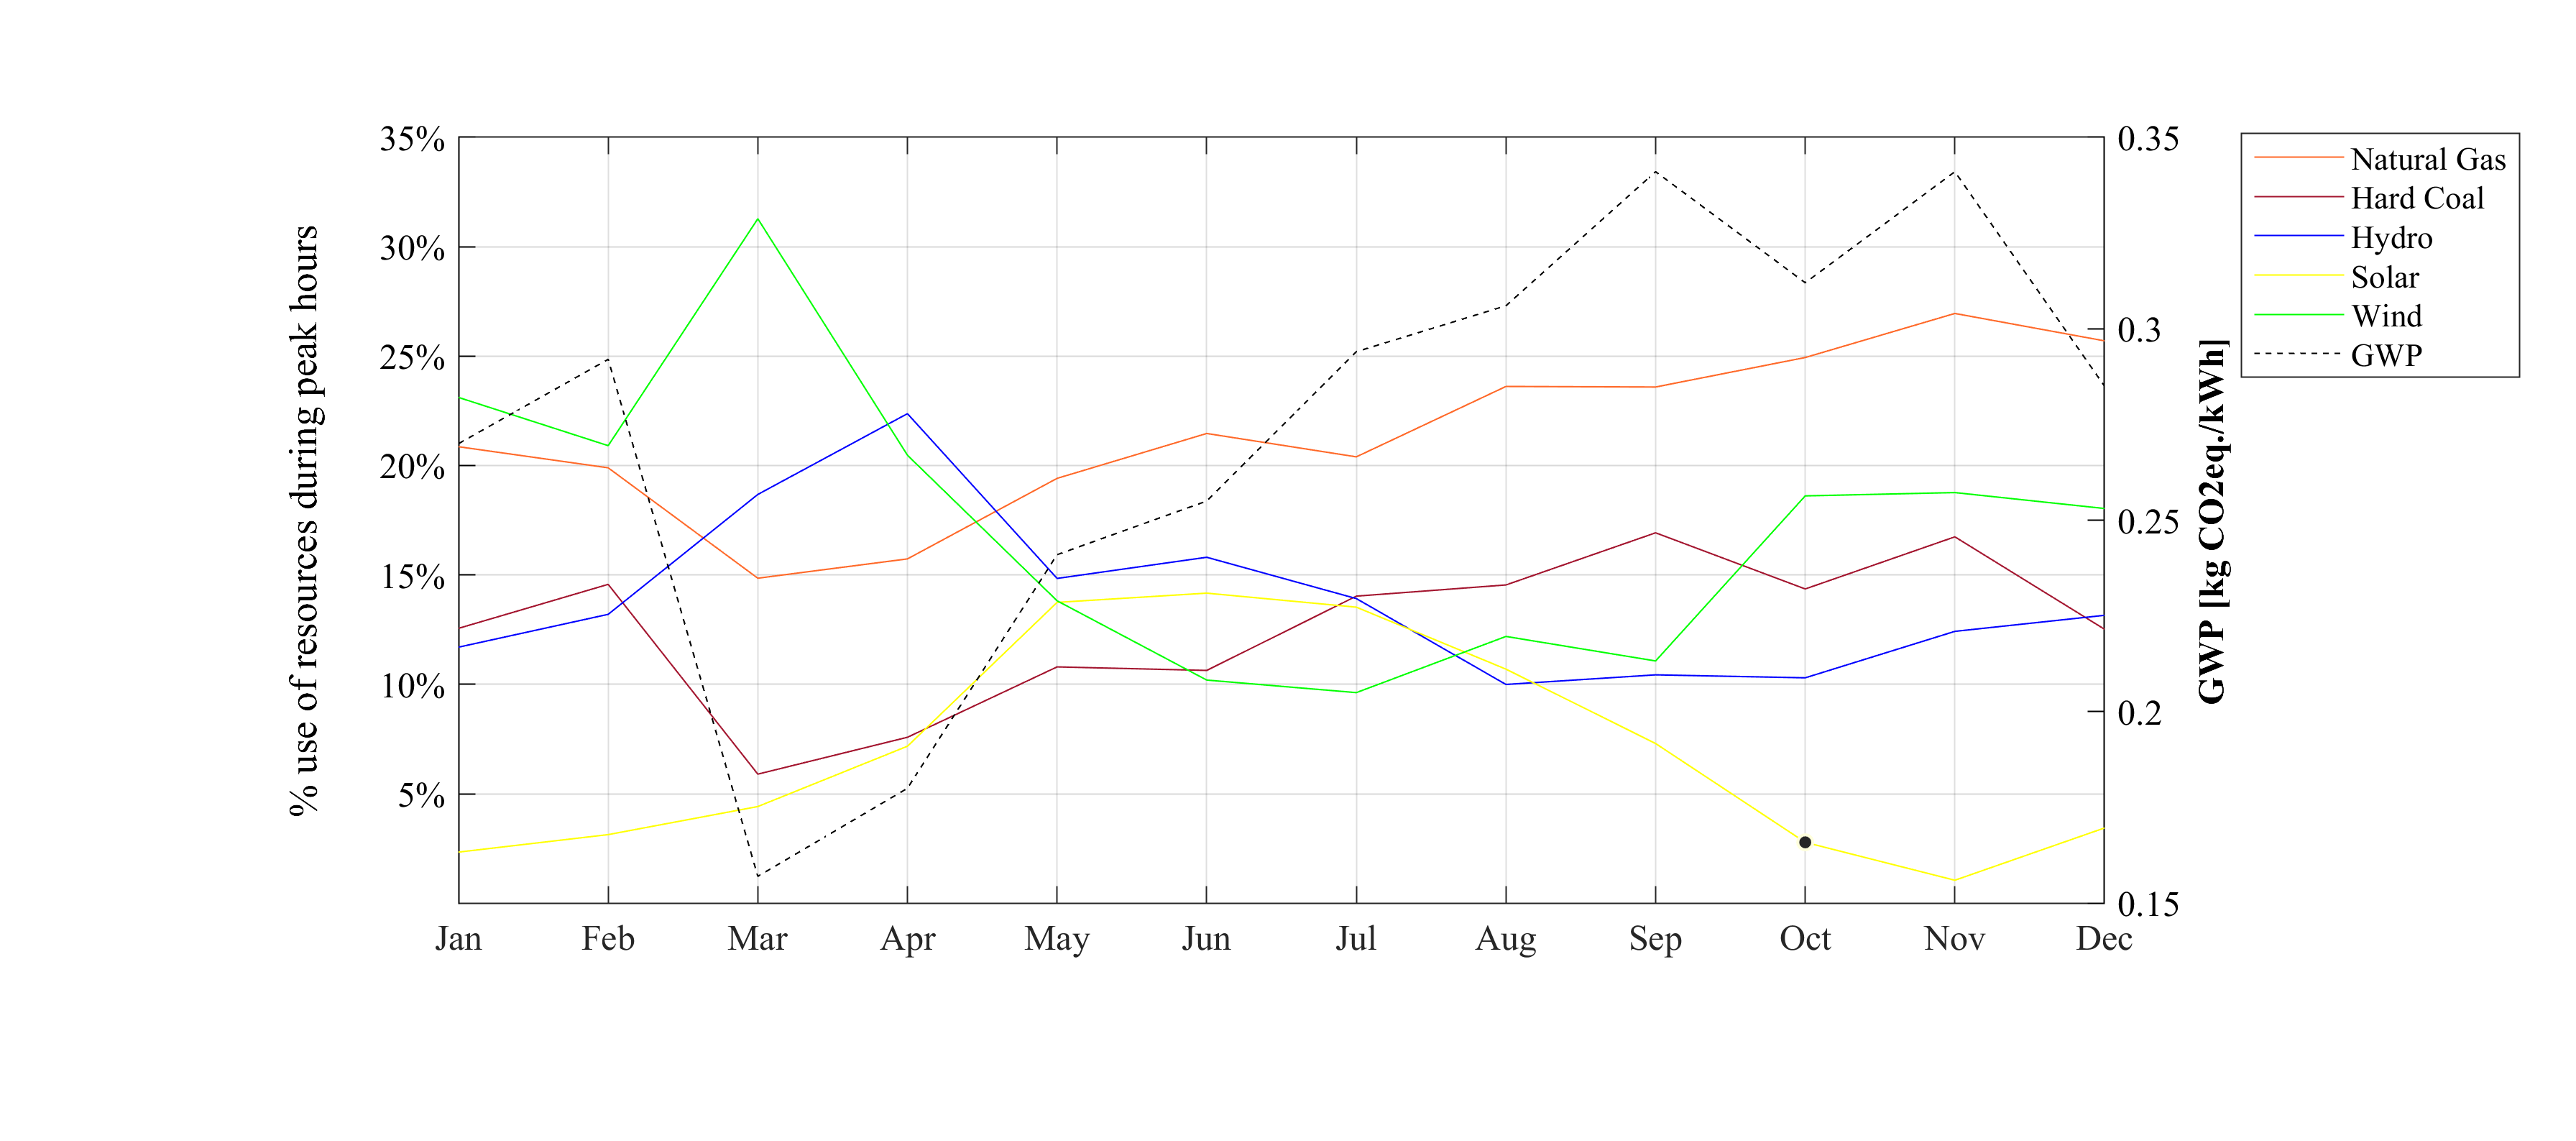 35%
30%
25%
20%
15%
10%
5%
% use of resources during peak hours
Jan
Feb
Mar
Apr
May
Jun
Jul
Aug
Sep
Oct
Nov
Dec
0.35
0.3
0.25
0.2
0.15
GWP [kg CO2eq./kWh]
Natural Gas
Hard Coal
Hydro
Solar
Wind
GWP